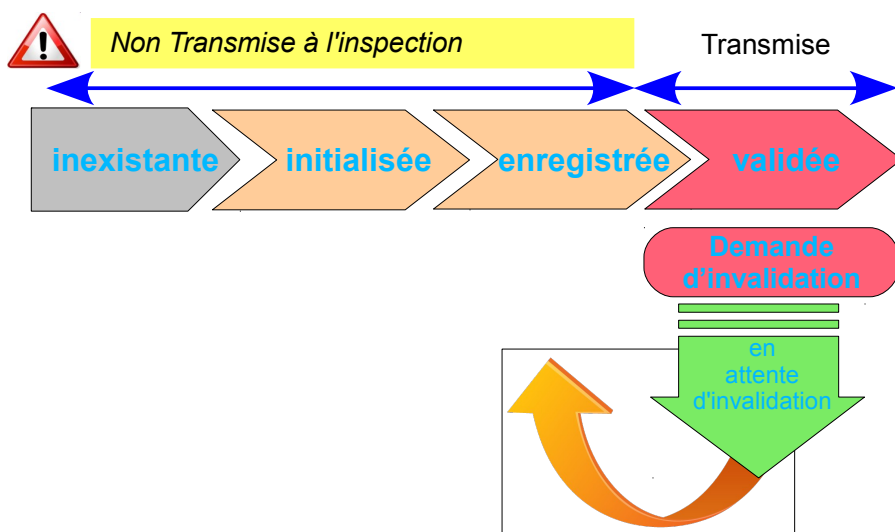 Non Transmise à l'inspection
Transmise
inexistante
initialisée
enregistrée
validée
Demande
d’invalidation
en
attente
d'invalidation